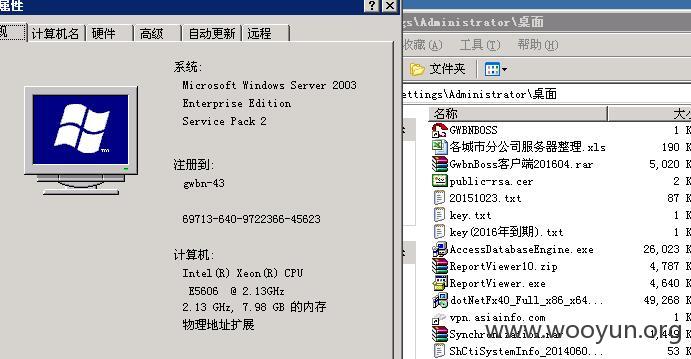 属性
?
×
规
计算机名
硬件
高级
自动更新
远程
系统:
Microsoft Windows Server 2003
Enterprise Edition
Service Pack 2
注册到:
gwbn-43
69713-640-9722366-45623
计算机:
Intel(R) Xeon(R) CPU
E5606 @ 2.13GHz
2.13 GHz, 7.98 GB 的内存
物理地址扩展
ettings\Administrator\桌面
收藏(A) 工具(T) 帮助(H)
文件夹
ettings\Administrator\桌面
名称 大
GWBNBOSS 1 K
各城市分公司服务器整理.xls 190 K
GwbnBoss客户端201604.rar 5,020 K
public-rsa.cer 2 K
20151023.txt 87 K
key.txt 1 K
key(2016年到期).txt 1 K
AccessDatabaseEngine.exe 26,023 K
ReportViewer10.zip 4,787 K
ReportViewer.exe 4,640 K
dotNetFx40_Full_x86_x64... 49,268 K
vpn.asiainfo.com
Synchronization.rar
ShCtiSystemInfo_2014060... 53 K
www.wooyun.org